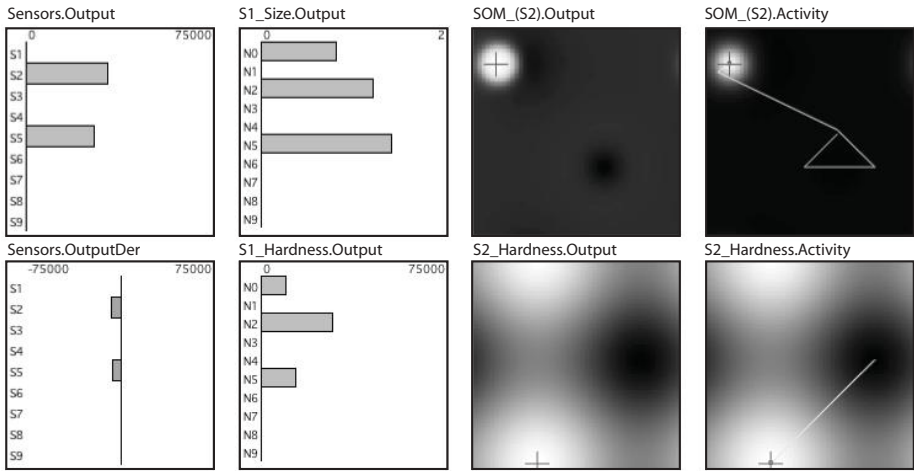 Sensors.Output
S1_Size.Output
SOM_(S2).Output
SOM_(S2).Activity
0 75000
S1
S2
S3
S4
S5
S6
S7
S8
S9
0 2
N0
N1
N2
N3
N4
N5
N6
N7
N8
N9
Sensors.OutputDer
S1_Hardness.Output
S2_Hardness.Output
S2_Hardness.Activity
-75000 75000
S1
S2
S3
S4
S5
S6
S7
S8
S9
0 75000
N0
N1
N2
N3
N4
N5
N6
N7
N8
N9